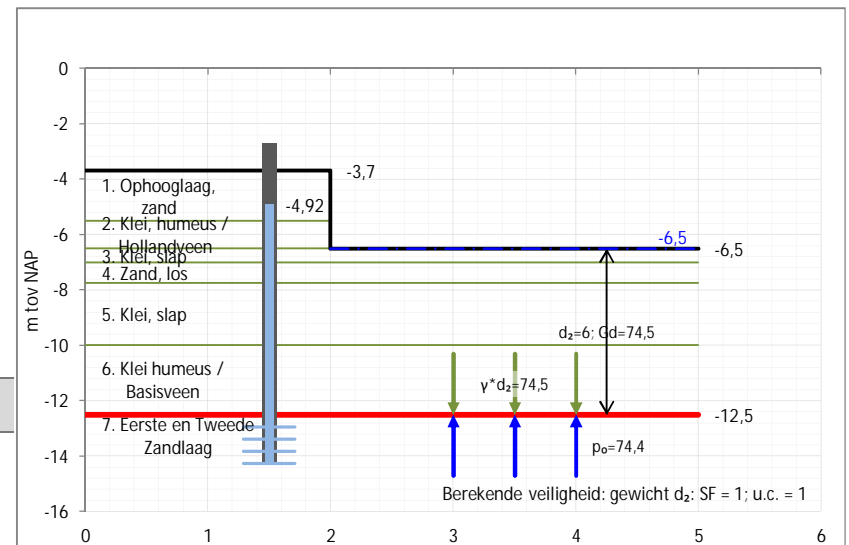 0
-2
-4
-6
-8
-10
-12
-14
-16
m tov NAP
0
1
2
3
4
5
6
-3,7
1. Ophooglaag,
zand
-4,92
2. Klei, humeus /
Hollandveen
-6,5
-6,5
3. Klei, slap
4. Zand, los
5. Klei, slap
d₂=6; Gd=74,5
6. Klei humeus /
Basisveen
γ*d₂=74,5
-12,5
7. Eerste en Tweede
Zandlaag
p₀=74,4
Berekende veiligheid: gewicht d₂: SF = 1; u.c. = 1